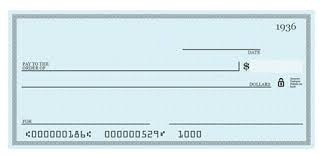 1936
DATE
PAY TO THE
ORDER OF $
DOLLARS
FOR
⑆000000186⑆ 000000529⑈ 1000